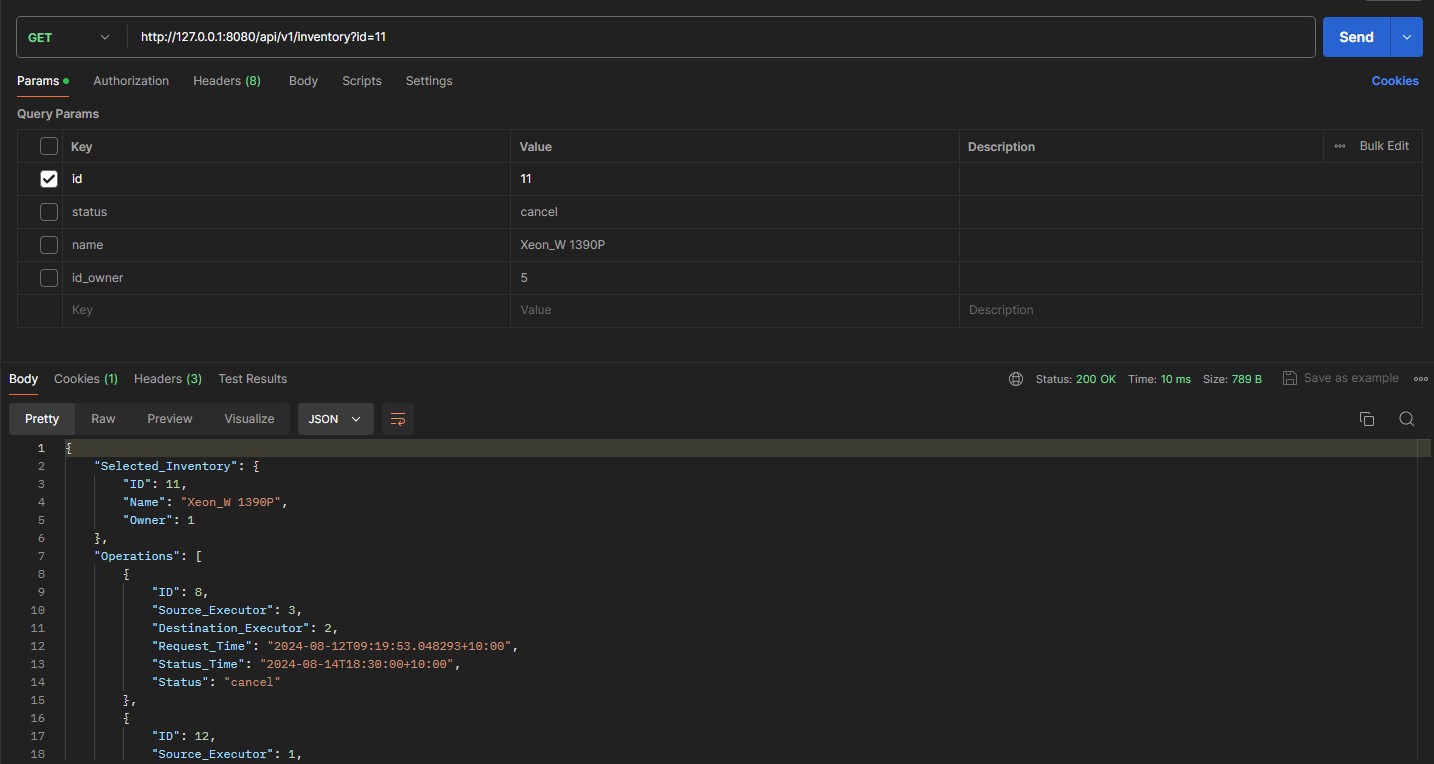 GET http://127.0.0.1:8080/api/v1/inventory?id=11 Send
Params Authorization Headers (8) Body Scripts Settings Cookies
Query Params
Key Value Description Bulk Edit
id 11
status cancel
name Xeon_W 1390P
id_owner 5
Key Value Description
Body Cookies (1) Headers (3) Test Results Status: 200 OK Time: 10 ms Size: 789 B Save as example
Pretty Raw Preview Visualize JSON
1 {
2 "Selected_Inventory": {
3 "ID": 11,
4 "Name": "Xeon_W 1390P",
5 "Owner": 1
6 },
7 "Operations": [
8 {
9 "ID": 8,
10 "Source_Executor": 3,
11 "Destination_Executor": 2,
12 "Request_Time": "2024-08-12T09:19:53.048293+10:00",
13 "Status_Time": "2024-08-14T18:30:00+10:00",
14 "Status": "cancel"
15 },
16 {
17 "ID": 12,
18 "Source_Executor": 1,